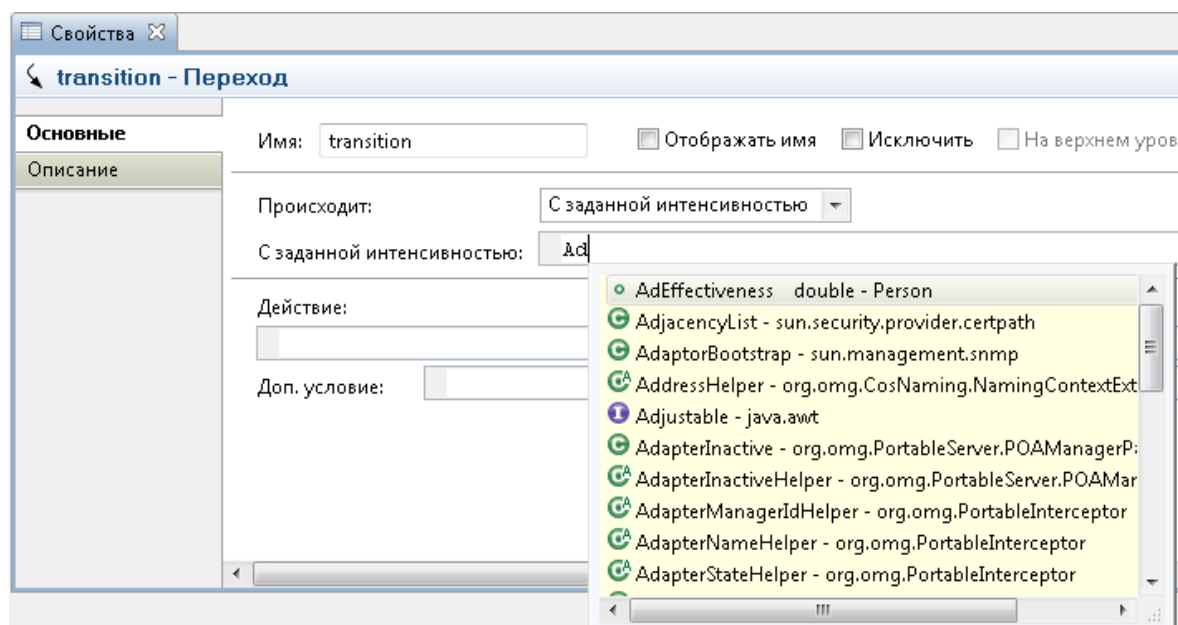 Свойства
transition - Переход
Основные
Описание
Имя: transition Отображать имя Исключить На верхнем уров
Происходит: С заданной интенсивностью
С заданной интенсивностью: Ad
Действие:
Доп. условие:
AdEffectiveness double - Person
AdjacencyList - sun.security.provider.certpath
AdaptorBootstrap - sun.management.snmp
AddressHelper - org.omg.CosNaming.NamingContextExt
Adjustable - java.awt
AdapterInactive - org.omg.PortableServer.POAManagerPa
AdapterInactiveHelper - org.omg.PortableServer.POAMar
AdapterManagerIdHelper - org.omg.PortableInterceptor
AdapterNameHelper - org.omg.PortableInterceptor
AdapterStateHelper - org.omg.PortableInterceptor